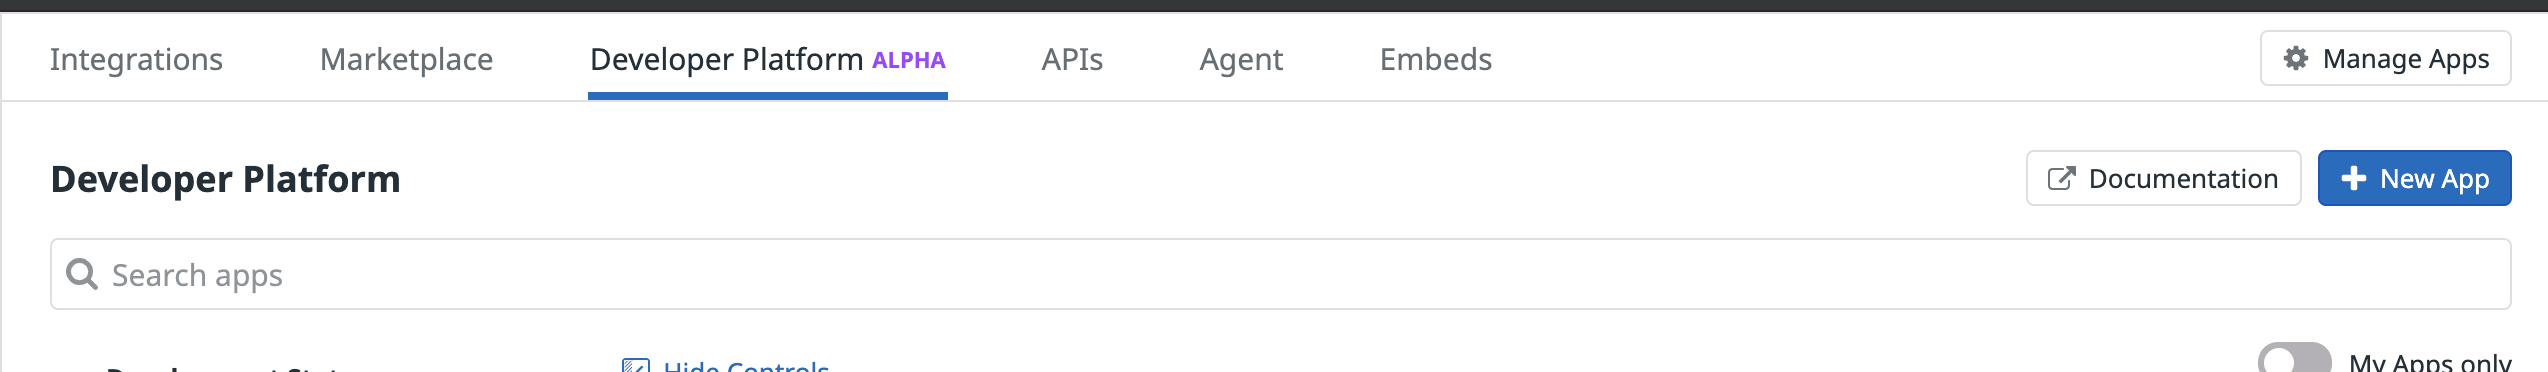 Integrations Marketplace Developer Platform ALPHA APIs Agent Embeds Manage Apps
Developer Platform Documentation New App
Search apps
Hide Controls My Apps only